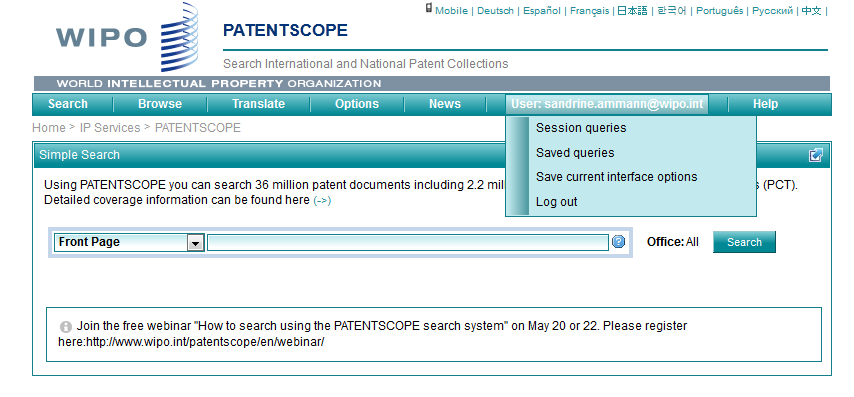 Mobile | Deutsch | Español | Français | 日本語 | 한국어 | Português | Русский | 中文 |
WIPO
PATENTSCOPE
Search International and National Patent Collections
WORLD INTELLECTUAL PROPERTY ORGANIZATION
Search Browse Translate Options News User: sandrine.ammann@wipo.int Help
Home > IP Services > PATENTSCOPE
Session queries
Saved queries
Save current interface options
Log out
Simple Search
Using PATENTSCOPE you can search 36 million patent documents including 2.2 mill s (PCT).
Detailed coverage information can be found here (->)
Front Page Office: All Search
Join the free webinar "How to search using the PATENTSCOPE search system" on May 20 or 22. Please register
here:http://www.wipo.int/patentscope/en/webinar/